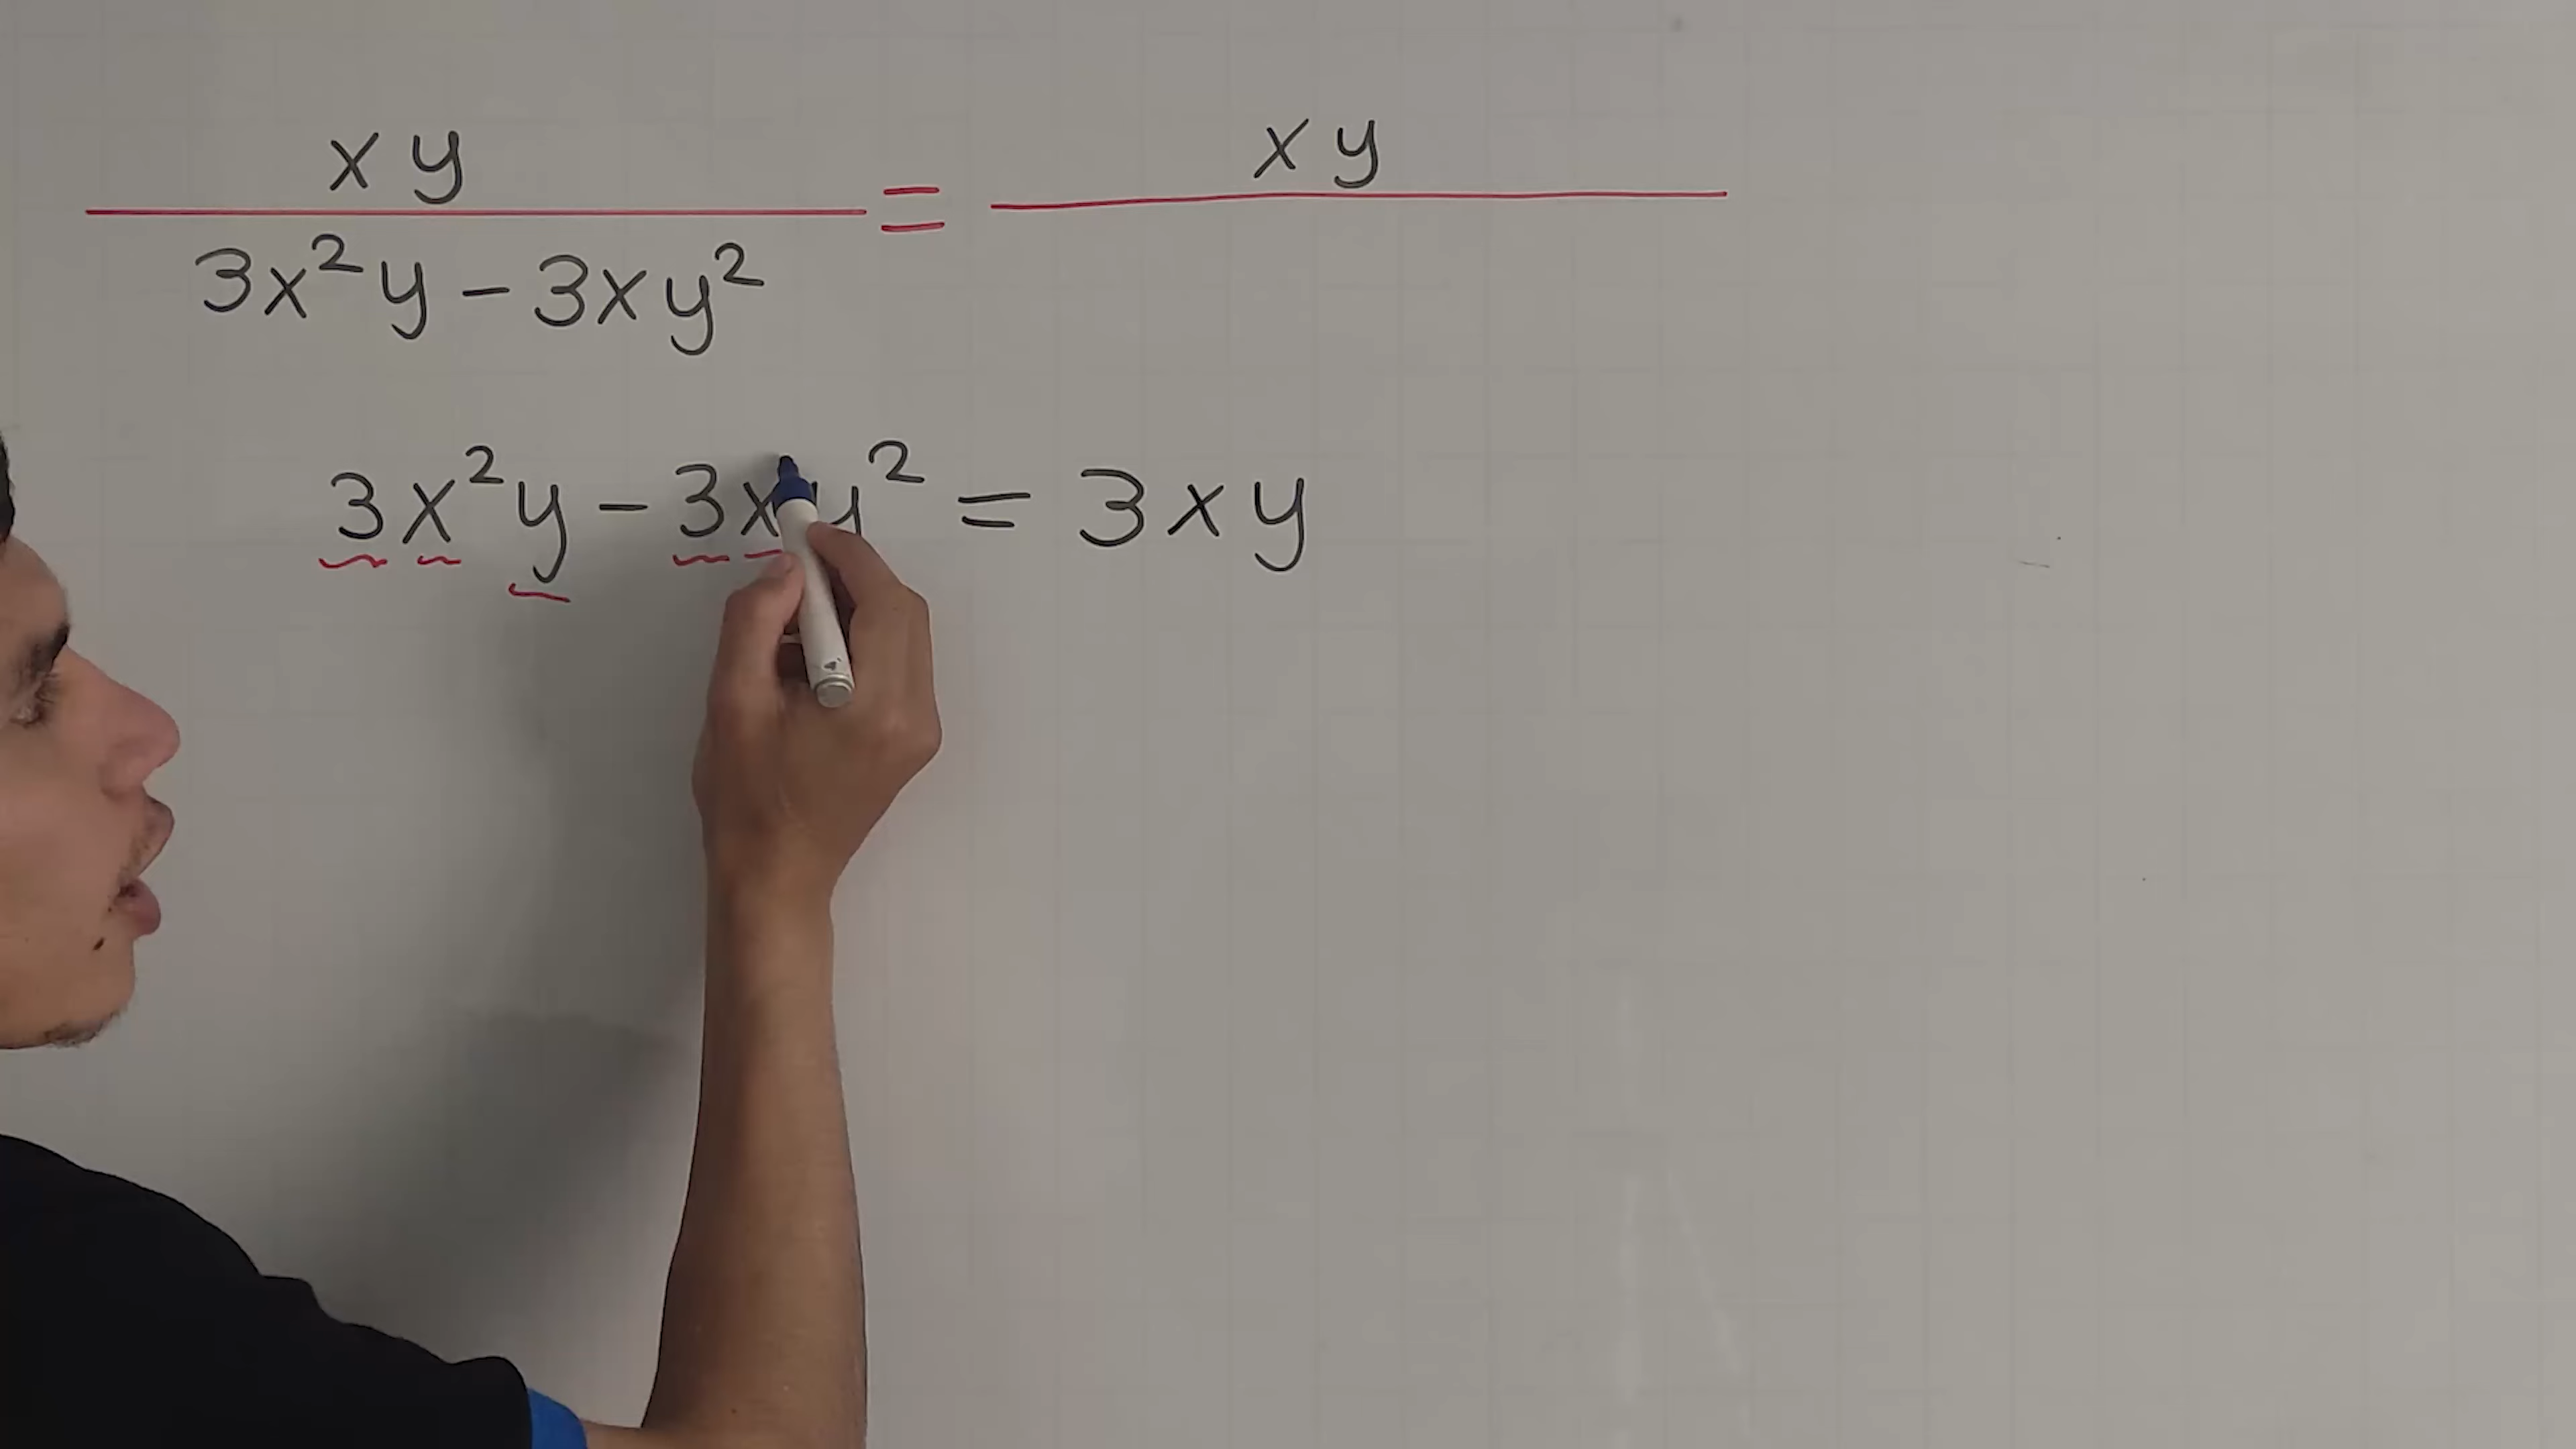 xy / 3x²y - 3xy² = xy /
3x²y - 3xy² = 3xy